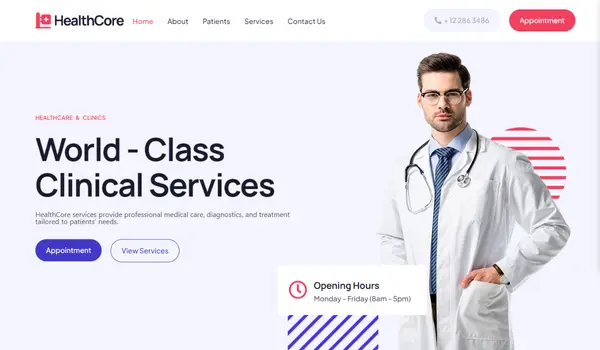 HealthCore
Home
About
Patients
Services
Contact Us
+ 12 286 3486
Appointment
HEALTHCARE & CLINICS
World - Class
Clinical Services
HealthCore services provide professional medical care, diagnostics, and treatment
tailored to patients' needs.
Appointment
View Services
Opening Hours
Monday - Friday (8am - 5pm)